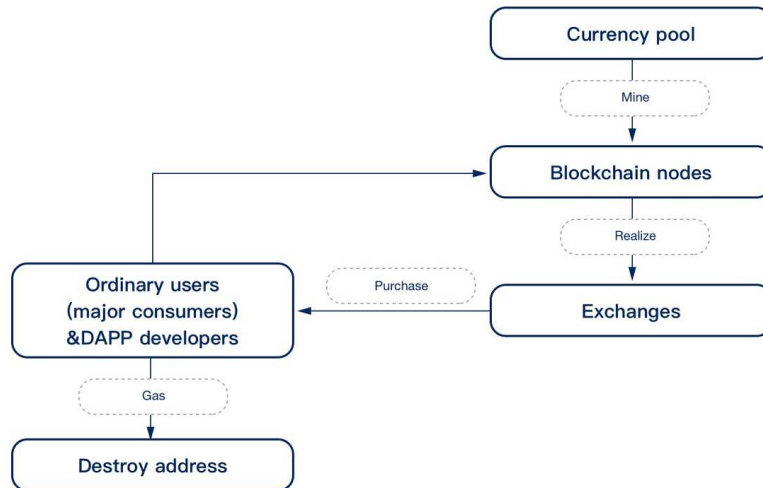 Currency pool
Mine
Blockchain nodes
Realize
Ordinary users
(major consumers)
&DAPP developers
Purchase
Exchanges
Gas
Destroy address